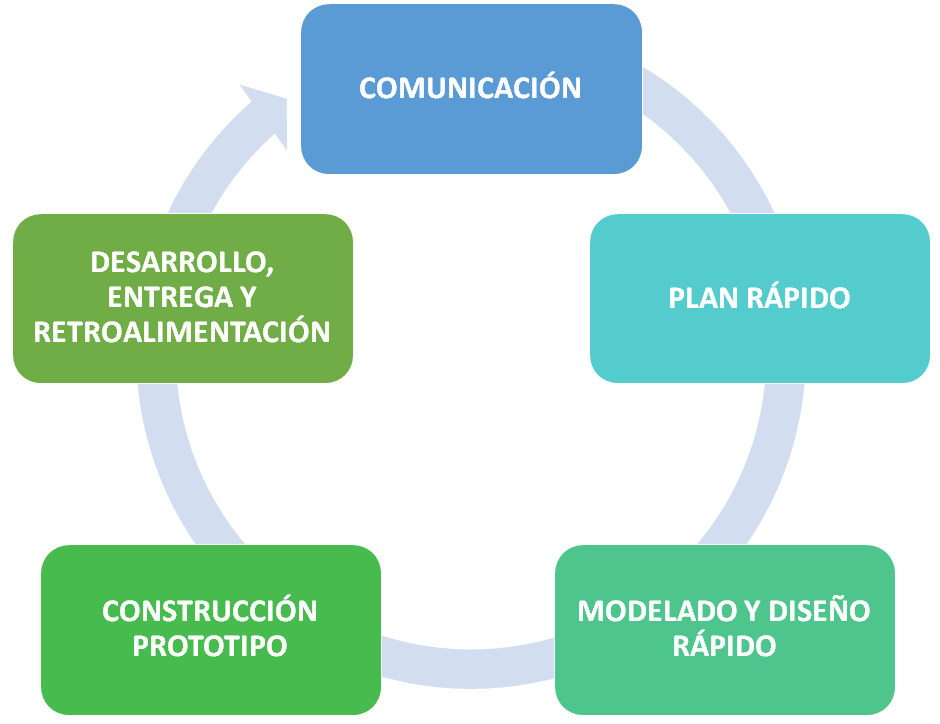 COMUNICACIÓN
PLAN RÁPIDO
MODELADO Y DISEÑO
RÁPIDO
CONSTRUCCIÓN
PROTOTIPO
DESARROLLO,
ENTREGA Y
RETROALIMENTACIÓN